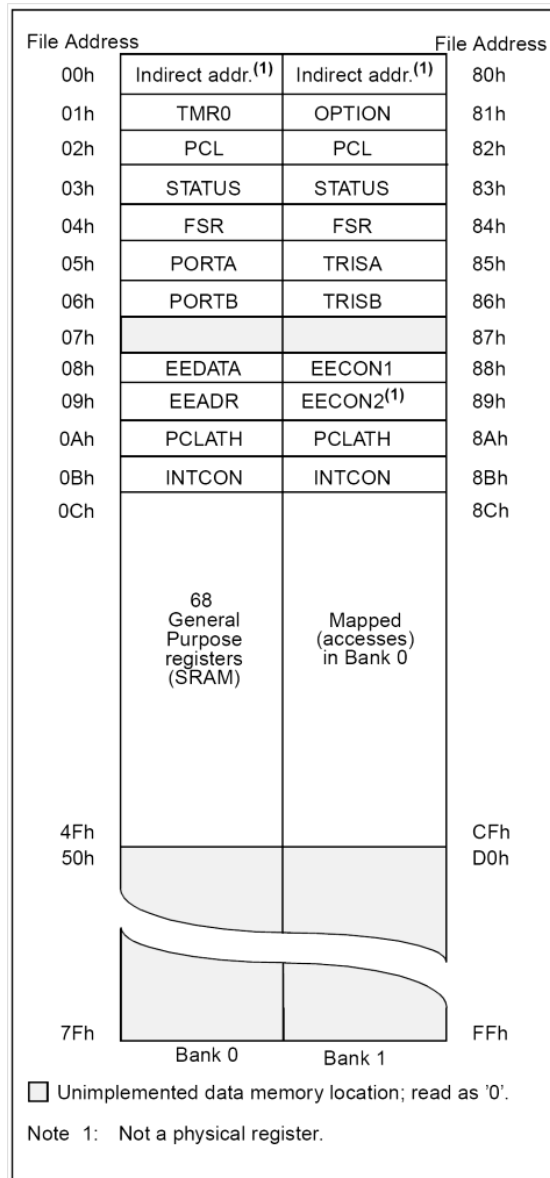 File Address File Address
00h Indirect addr.(1) Indirect addr.(1) 80h
01h TMR0 OPTION 81h
02h PCL PCL 82h
03h STATUS STATUS 83h
04h FSR FSR 84h
05h PORTA TRISA 85h
06h PORTB TRISB 86h
07h 87h
08h EEDATA EECON1 88h
09h EEADR EECON2(1) 89h
0Ah PCLATH PCLATH 8Ah
0Bh INTCON INTCON 8Bh
0Ch 8Ch
68
General
Purpose
registers
(SRAM)
Mapped
(accesses)
in Bank 0
4Fh CFh
50h D0h
7Fh FFh
Bank 0 Bank 1
Unimplemented data memory location; read as '0'.
Note 1: Not a physical register.